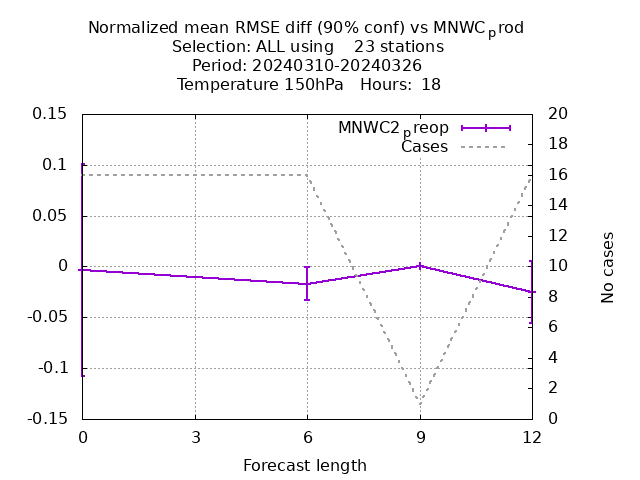 Normalized mean RMSE diff (90% conf) vs MNWCprod
Selection: ALL using 23 stations
Period: 20240310-20240326
Temperature 150hPa Hours: 18
MNWC2preop
Cases
0.15
0.1
0.05
0
-0.05
-0.1
-0.15
20
18
16
14
12
10
8
6
4
2
0
No cases
0 3 6 9 12
Forecast length